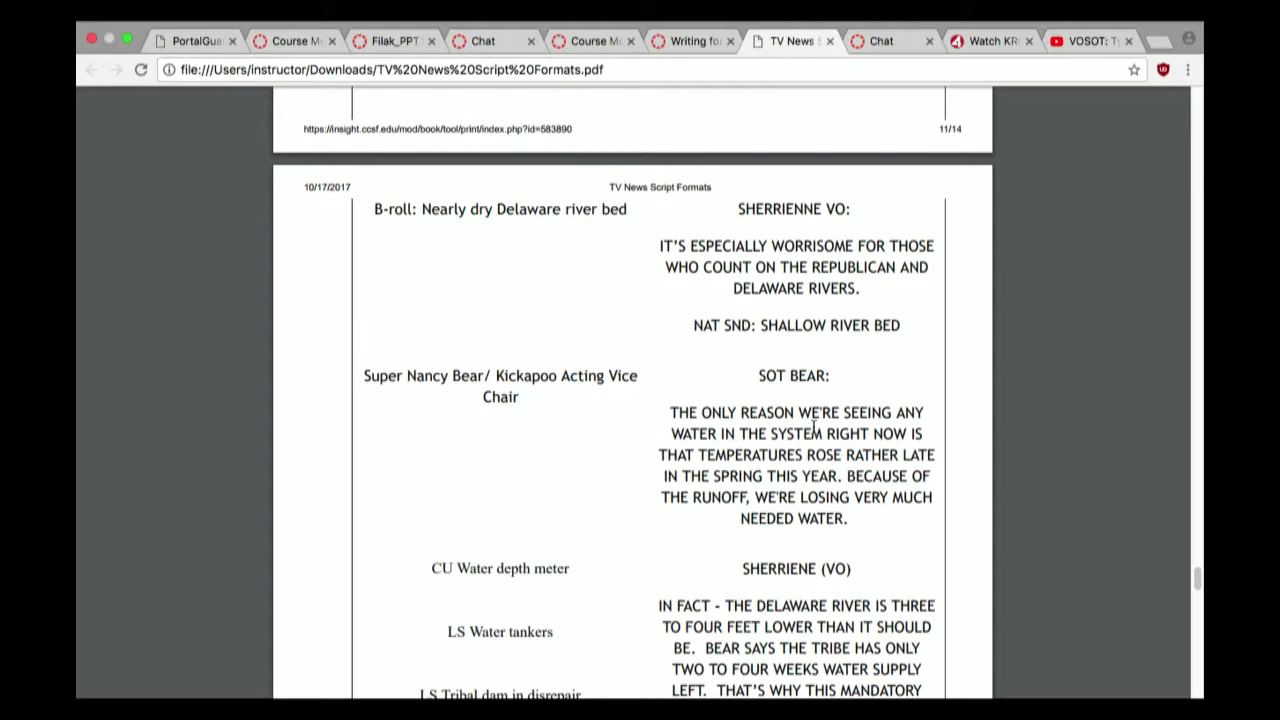 PortalGua
Course Mo
Filak_PPT
Chat
Course Mo
Writing for
TV News S
Chat
Watch KR
VOSOT: T
file:///Users/instructor/Downloads/TV%20News%20Script%20Formats.pdf
https://insight.ccsf.edu/mod/book/tool/print/index.php?id=583890
11/14
10/17/2017
TV News Script Formats
B-roll: Nearly dry Delaware river bed
SHERRIENNE VO:
IT'S ESPECIALLY WORRISOME FOR THOSE
WHO COUNT ON THE REPUBLICAN AND
DELAWARE RIVERS.
NAT SND: SHALLOW RIVER BED
Super Nancy Bear/ Kickapoo Acting Vice
Chair
SOT BEAR:
THE ONLY REASON WE'RE SEEING ANY
WATER IN THE SYSTEM RIGHT NOW IS
THAT TEMPERATURES ROSE RATHER LATE
IN THE SPRING THIS YEAR. BECAUSE OF
THE RUNOFF, WE'RE LOSING VERY MUCH
NEEDED WATER.
CU Water depth meter
SHERRIENE (VO)
LS Water tankers
IN FACT - THE DELAWARE RIVER IS THREE
TO FOUR FEET LOWER THAN IT SHOULD
BE. BEAR SAYS THE TRIBE HAS ONLY
TWO TO FOUR WEEKS WATER SUPPLY
LEFT. THAT'S WHY THIS MANDATORY
LS Tribal dam in disrepair